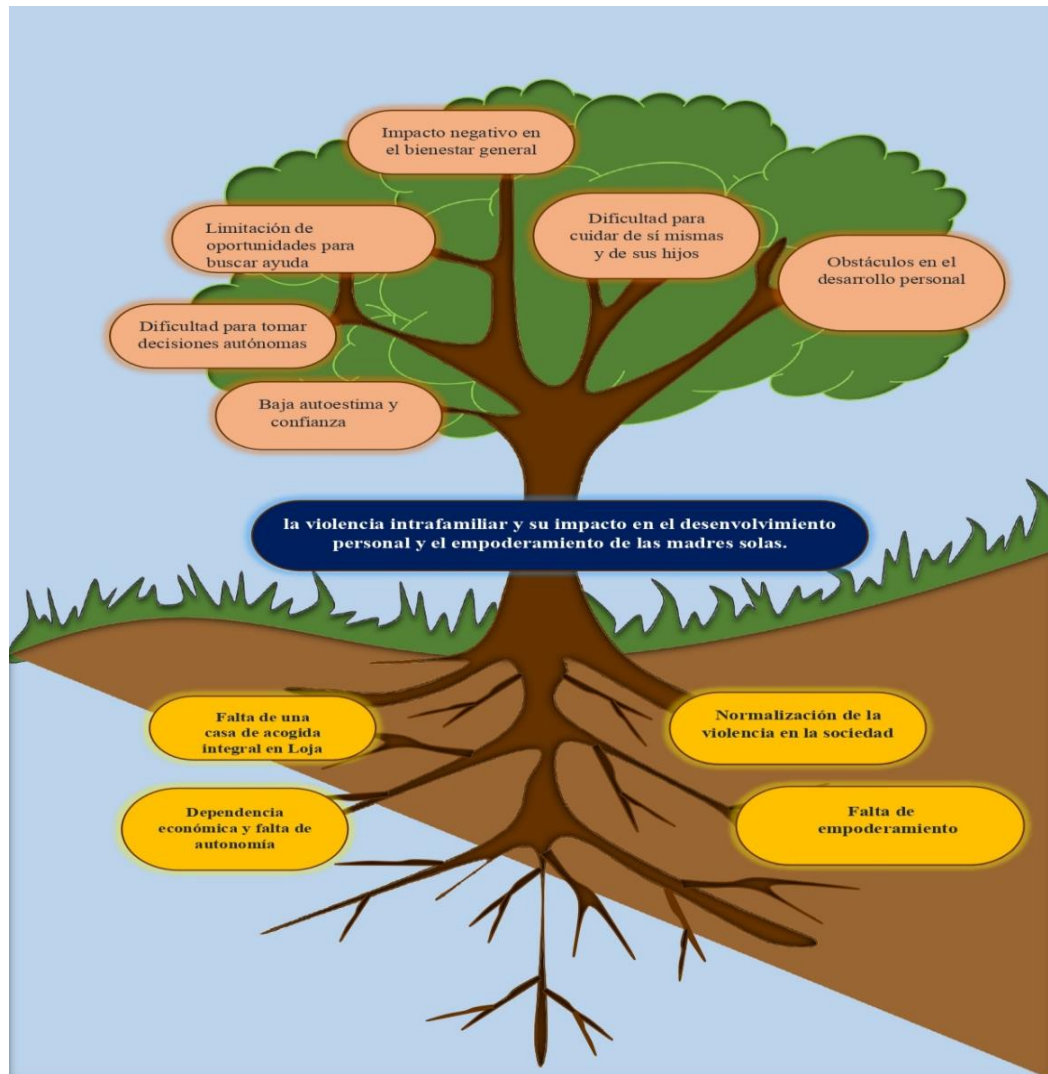 Impacto negativo en
el bienestar general
Limitación de
oportunidades para
buscar ayuda
Dificultad para
cuidar de sí mismas
y de sus hijos
Obstáculos en el
desarrollo personal
Dificultad para tomar
decisiones autónomas
Baja autoestima y
confianza
la violencia intrafamiliar y su impacto en el desenvolvimiento
personal y el empoderamiento de las madres solas.
Falta de una
casa de acogida
integral en Loja
Normalización de la
violencia en la sociedad
Dependencia
económica y falta de
autonomía
Falta de
empoderamiento